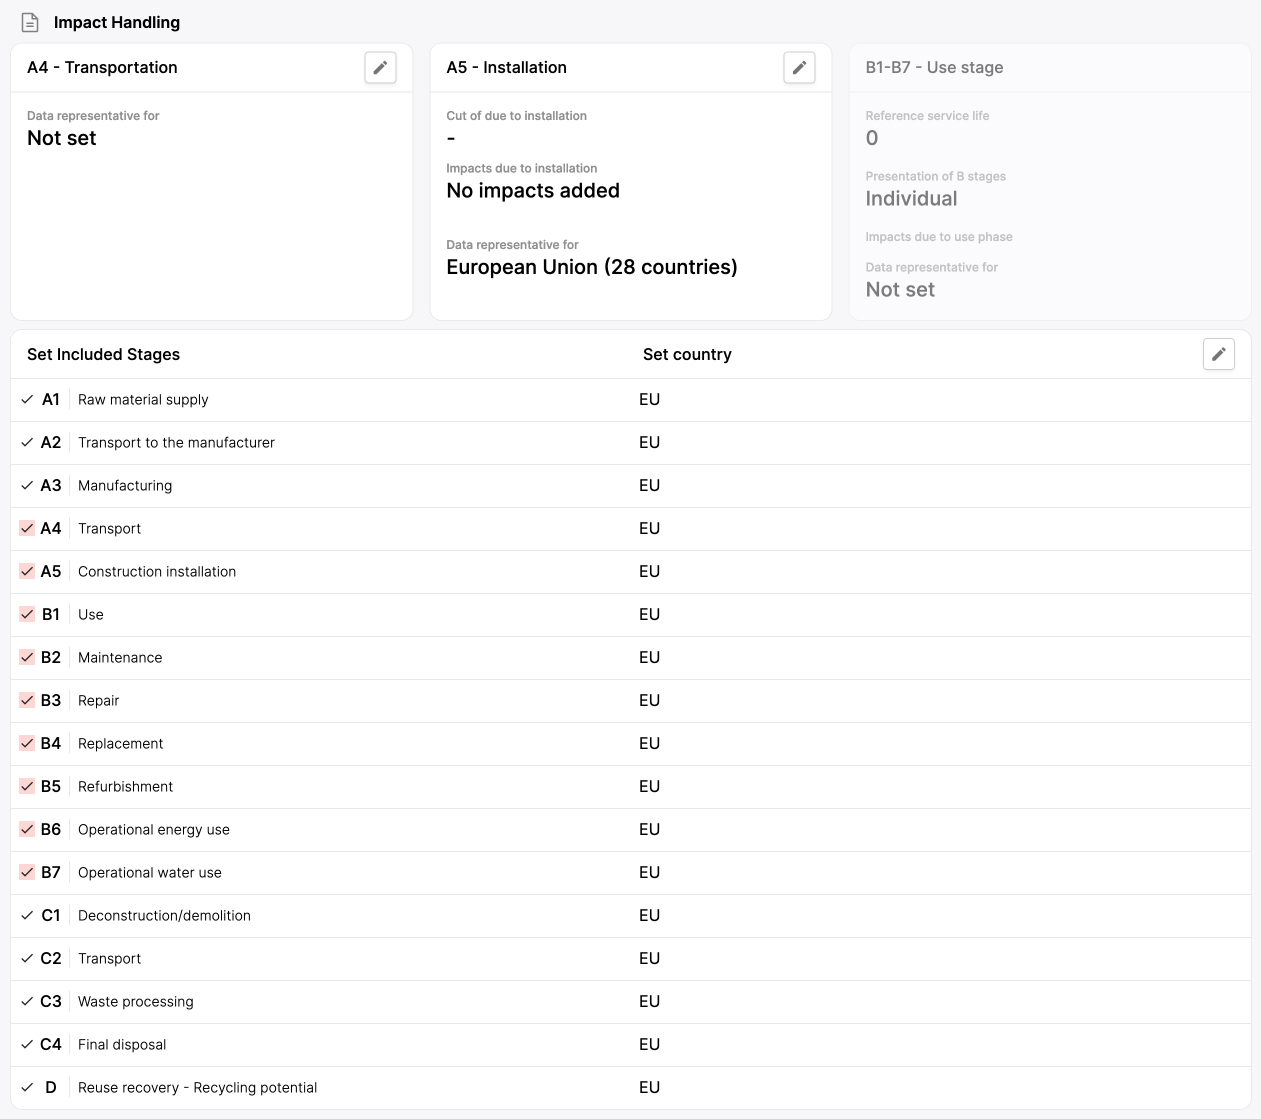 Impact Handling
A4 - Transportation
Data representative for
Not set
A5 - Installation
Cut of due to installation
-
Impacts due to installation
No impacts added
Data representative for
European Union (28 countries)
B1-B7 - Use stage
Reference service life
0
Presentation of B stages
Individual
Impacts due to use phase
Data representative for
Not set
Set Included Stages Set country
A1 Raw material supply EU
A2 Transport to the manufacturer EU
A3 Manufacturing EU
A4 Transport EU
A5 Construction installation EU
B1 Use EU
B2 Maintenance EU
B3 Repair EU
B4 Replacement EU
B5 Refurbishment EU
B6 Operational energy use EU
B7 Operational water use EU
C1 Deconstruction/demolition EU
C2 Transport EU
C3 Waste processing EU
C4 Final disposal EU
D Reuse recovery - Recycling potential EU